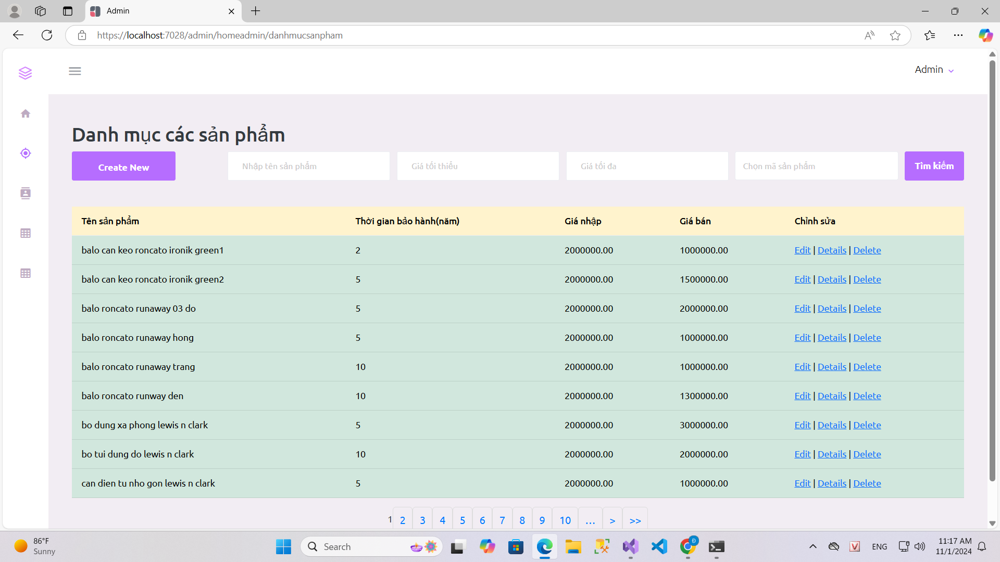 Admin
https://localhost:7028/admin/homeadmin/danhmucsanpham
Admin
Danh mục các sản phẩm
Create New
Nhập tên sản phẩm
Giá tối thiểu
Giá tối đa
Chọn mã sản phẩm
Tìm kiếm
Tên sản phẩm Thời gian bảo hành(năm) Giá nhập Giá bán Chỉnh sửa
balo can keo roncato ironik green1 2 2000000.00 1000000.00 Edit | Details | Delete
balo can keo roncato ironik green2 5 2000000.00 1500000.00 Edit | Details | Delete
balo roncato runaway 03 do 5 2000000.00 2000000.00 Edit | Details | Delete
balo roncato runaway hong 5 2000000.00 1000000.00 Edit | Details | Delete
balo roncato runaway trang 10 2000000.00 1000000.00 Edit | Details | Delete
balo roncato runway den 10 2000000.00 1300000.00 Edit | Details | Delete
bo dung xa phong lewis n clark 5 2000000.00 3000000.00 Edit | Details | Delete
bo tui dung do lewis n clark 10 2000000.00 2000000.00 Edit | Details | Delete
can dien tu nho gon lewis n clark 5 2000000.00 1000000.00 Edit | Details | Delete
1 2 3 4 5 6 7 8 9 10 ... > >>
86°F
Sunny
Search
ENG
11:17 AM
11/1/2024